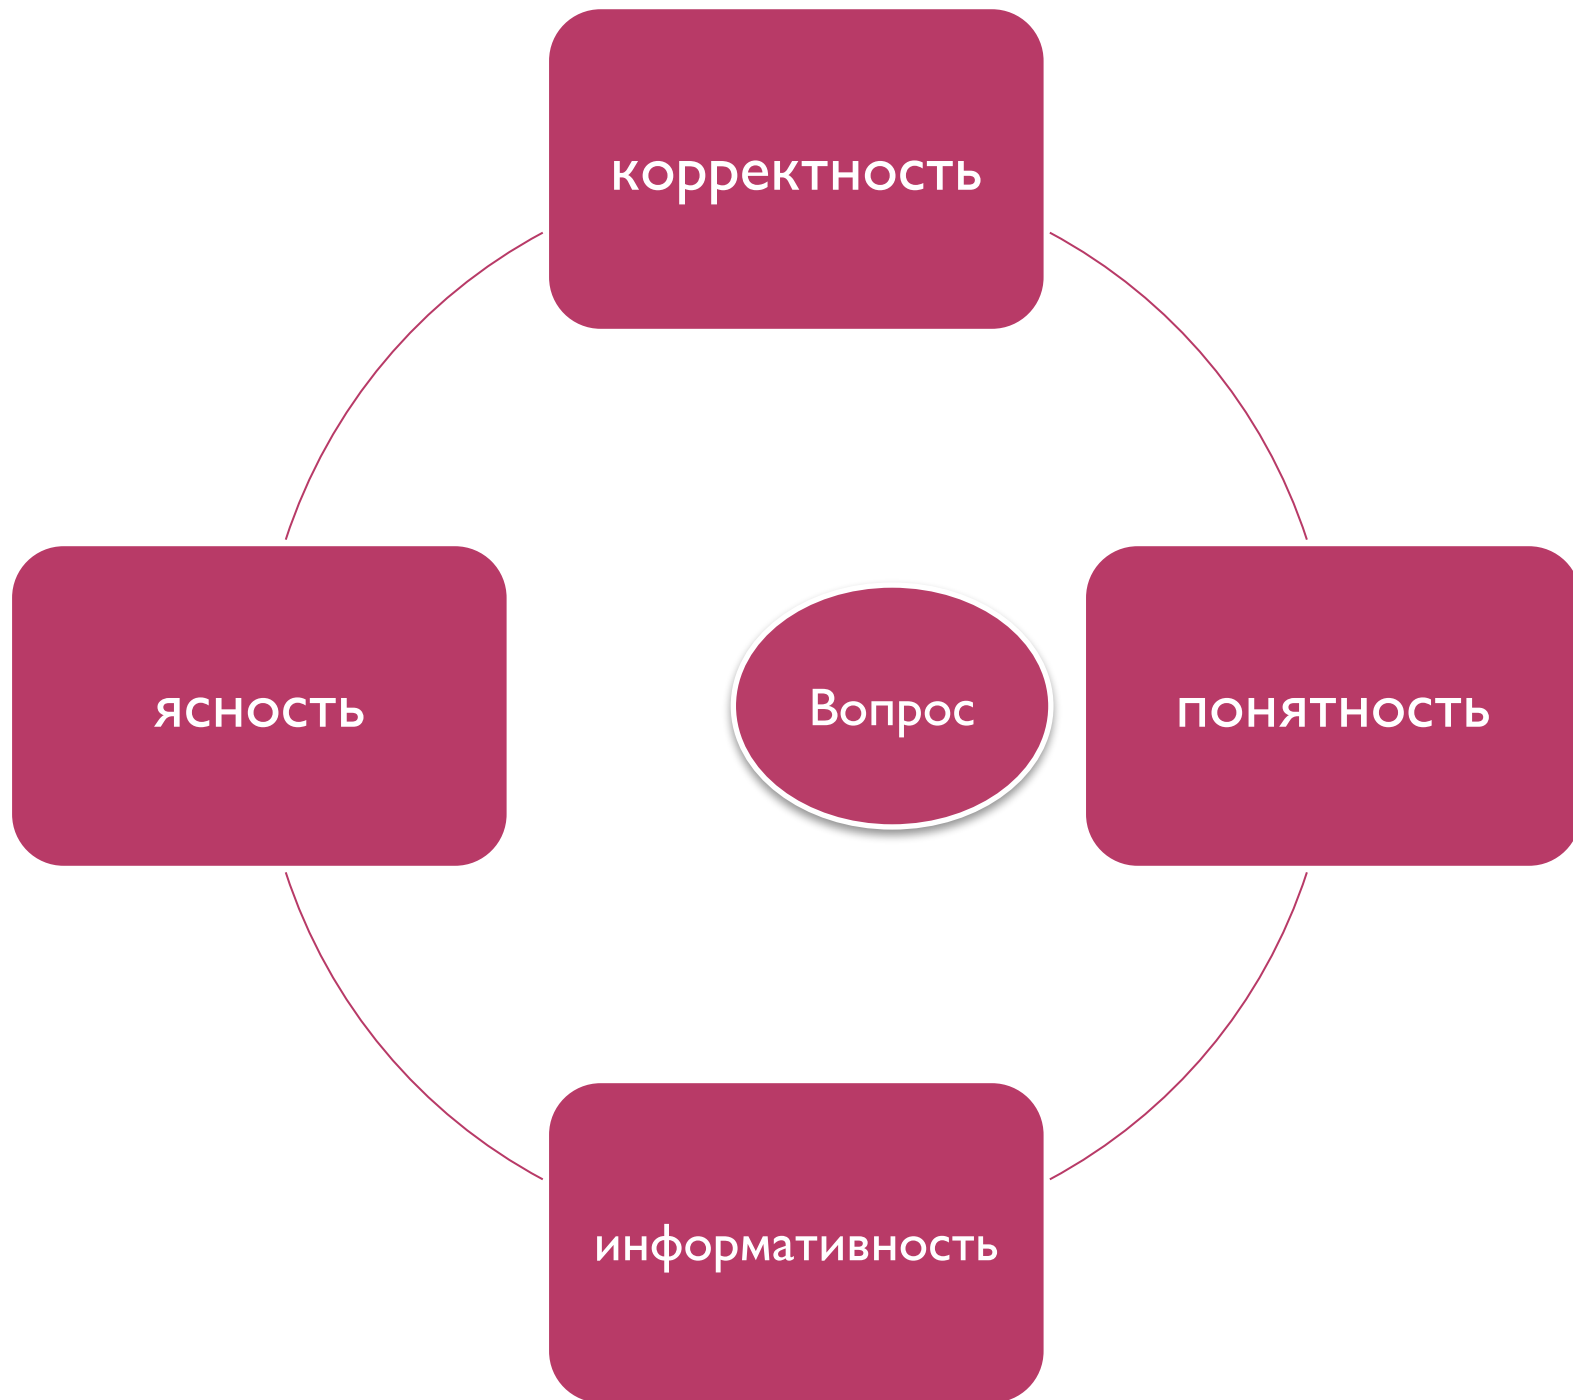 корректность
ясность
Вопрос
понятность
информативность